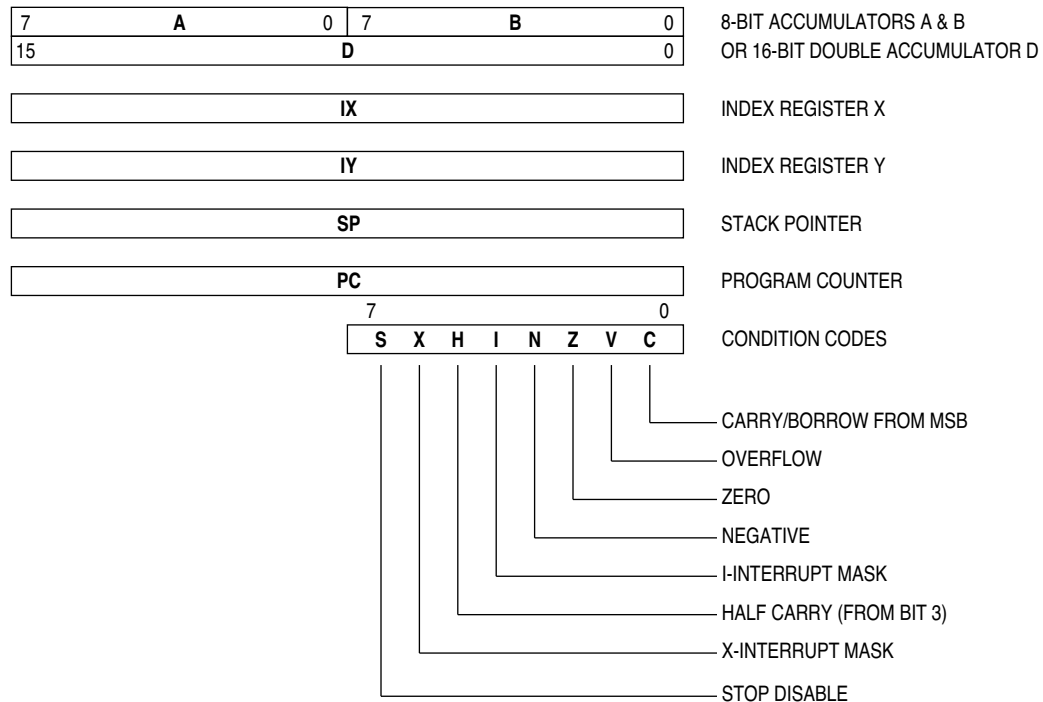 7 A 0 7 B 0 8-BIT ACCUMULATORS A & B
15 D 0 OR 16-BIT DOUBLE ACCUMULATOR D
IX INDEX REGISTER X
IY INDEX REGISTER Y
SP STACK POINTER
PC PROGRAM COUNTER
7 0
S X H I N Z V C CONDITION CODES
CARRY/BORROW FROM MSB
OVERFLOW
ZERO
NEGATIVE
I-INTERRUPT MASK
HALF CARRY (FROM BIT 3)
X-INTERRUPT MASK
STOP DISABLE